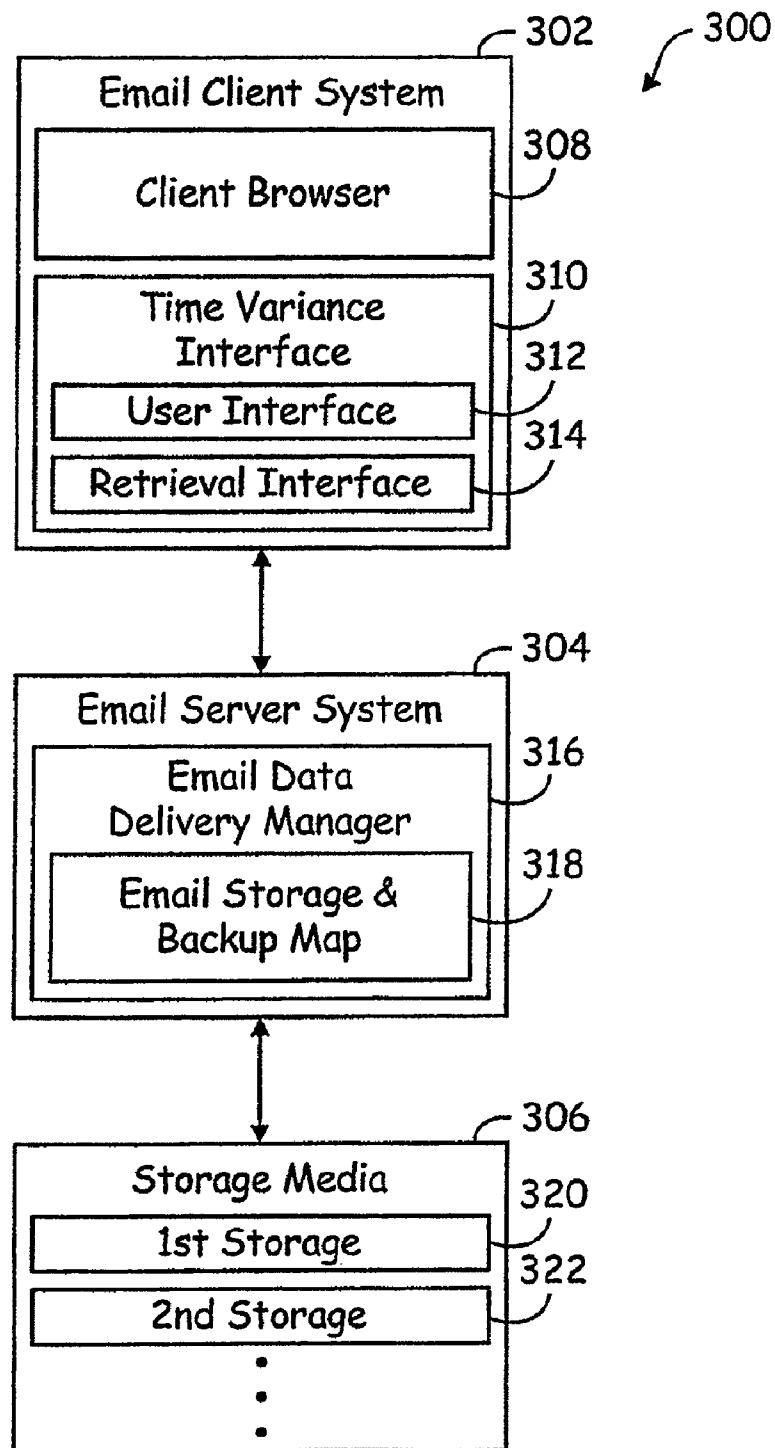 302
300
Email Client System
308
Client Browser
310
Time Variance
Interface
312
User Interface
314
Retrieval Interface
304
Email Server System
316
Email Data
Delivery Manager
318
Email Storage &
Backup Map
306
Storage Media
320
1st Storage
322
2nd Storage